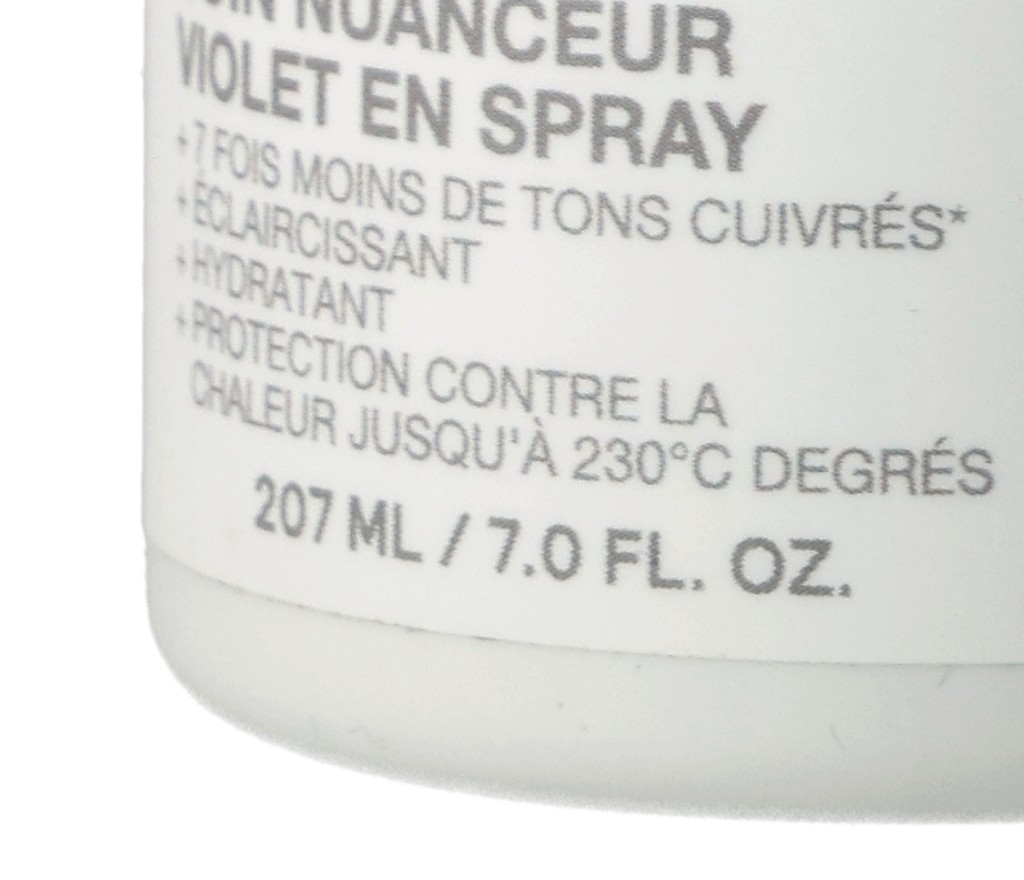 NUANCEUR
VIOLET EN SPRAY
+7 FOIS MOINS DE TONS CUIVRÉS*
+ÉCLAIRCISSANT
+HYDRATANT
+PROTECTION CONTRE LA
CHALEUR JUSQU'À 230°C DEGRÉS
207 ML / 7.0 FL. OZ.